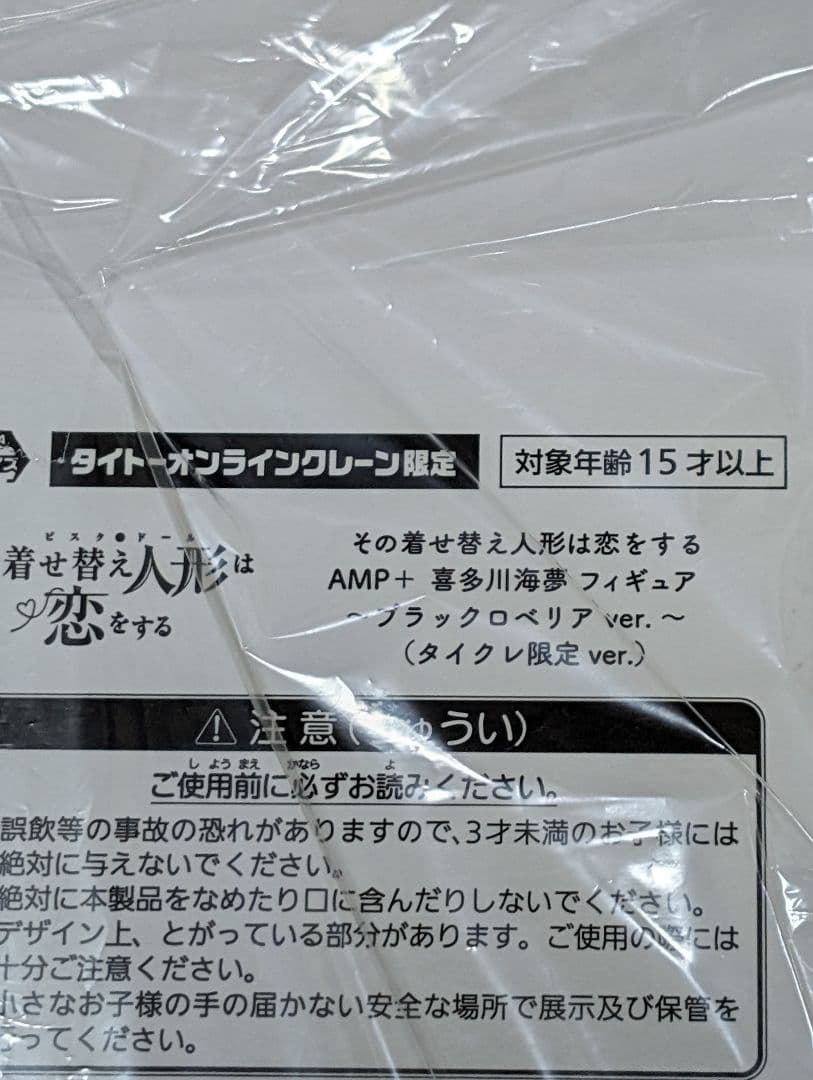 タイトーオンラインクレーン限定
対象年齢15才以上
ビスク●ドール
着せ替え人形は
恋をする
その着せ替え人形は恋をする
AMP+ 喜多川海夢 フィギュア
~ブラックロベリア ver.~
(タイクレ限定 ver.)
注意(ちゅうい)
しようまえ かなら よ
ご使用前に必ずお読みください。
誤飲等の事故の恐れがありますので、3才未満のお子様には
絶対に与えないでください。
絶対に本製品をなめたり口に含んだりしないでください。
デザイン上、とがっている部分があります。ご使用の際には
十分ご注意ください。
小さなお子様の手の届かない安全な場所で展示及び保管を
ってください。